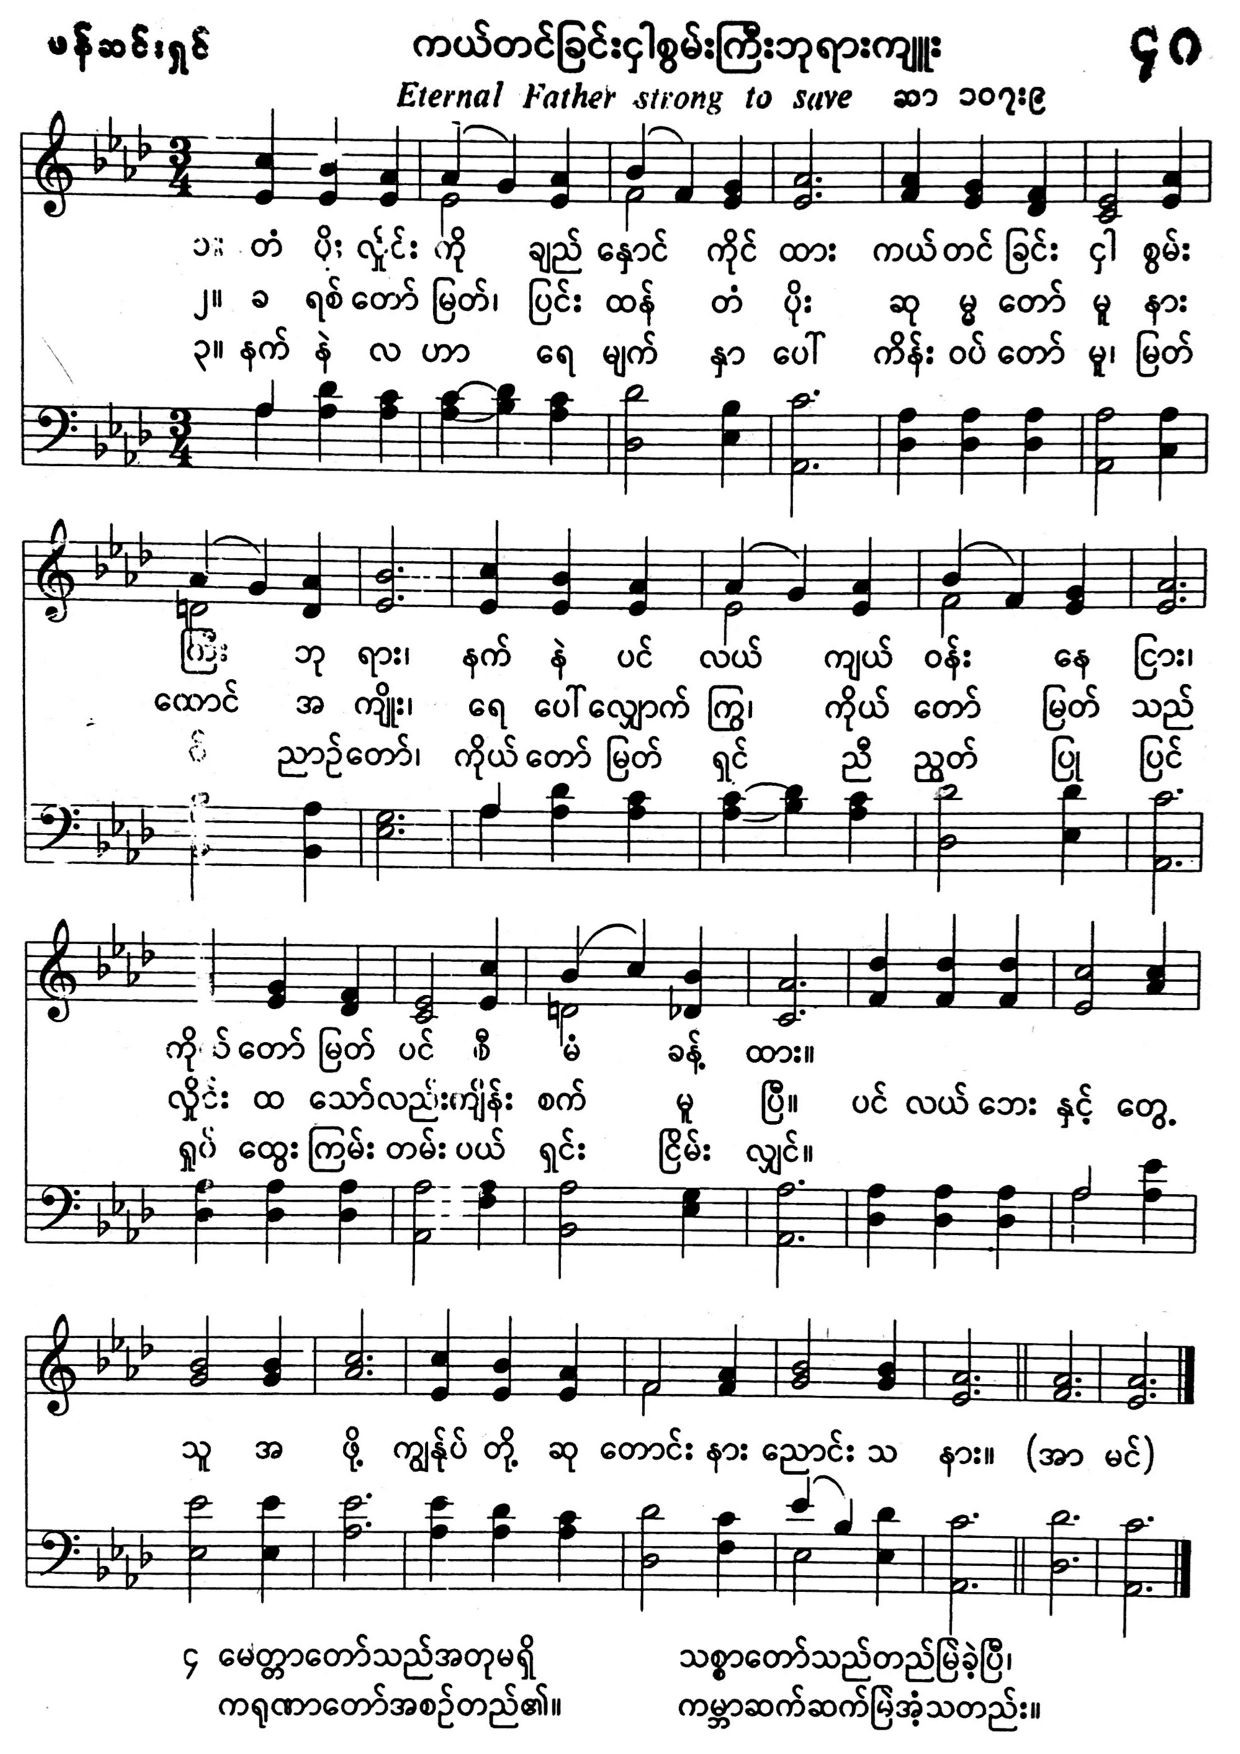 ဖန်ဆင်းရှင် ကယ်တင်ခြင်းငှါစွမ်းကြီးဘုရားကျူး ၄၈
Eternal Father strong to save ဆာ ၁၀၇း၉
3 4
၁။ တံ ပိုး လှိုင်း ကို ချည် နှောင် ကိုင် ထား ကယ် တင် ခြင်း ငှါ စွမ်း
၂။ ခ ရစ် တော် မြတ်၊ ပြင်း ထန် တံ ပိုး ဆု မ္မ တော် မူ နား
၃။ နက် နဲ လ ဟာ ရေ မျက် နှာ ပေါ် ကိန်း ဝပ် တော် မူ၊ မြတ်
3 4
ကြီး ဘု ရား၊ နက် နဲ ပင် လယ် ကျယ် ဝန်း နေ ငြား၊
ထောင် အ ကျိုး၊ ရေ ပေါ် လျှောက် ကြွ၊ ကိုယ် တော် မြတ် သည်
ညာဉ်တော်၊ ကိုယ် တော် မြတ် ရှင် ညီ ညွတ် ပြု ပြင်
ကိုယ် တော် မြတ် ပင် စီ မံ ခန့် ထား။
လှိုင်း ထ သော်လည်းကျိန်း စက် မူ ပြီ။ ပင် လယ် ဘေး နှင့် တွေ့
ရှုပ် ထွေး ကြမ်း တမ်း ပယ် ရှင်း ငြိမ်း လျှင်။
သူ အ ဖို့ ကျွန်ုပ် တို့ ဆု တောင်း နား ညောင်း သ နား။ (အာ မင်)
၄ မေတ္တာတော်သည်အတုမရှိ သစ္စာတော်သည်တည်မြဲခဲ့ပြီ၊
ကရုဏာတော်အစဉ်တည်၏။ ကမ္ဘာဆက်ဆက်မြဲအံ့သတည်း။